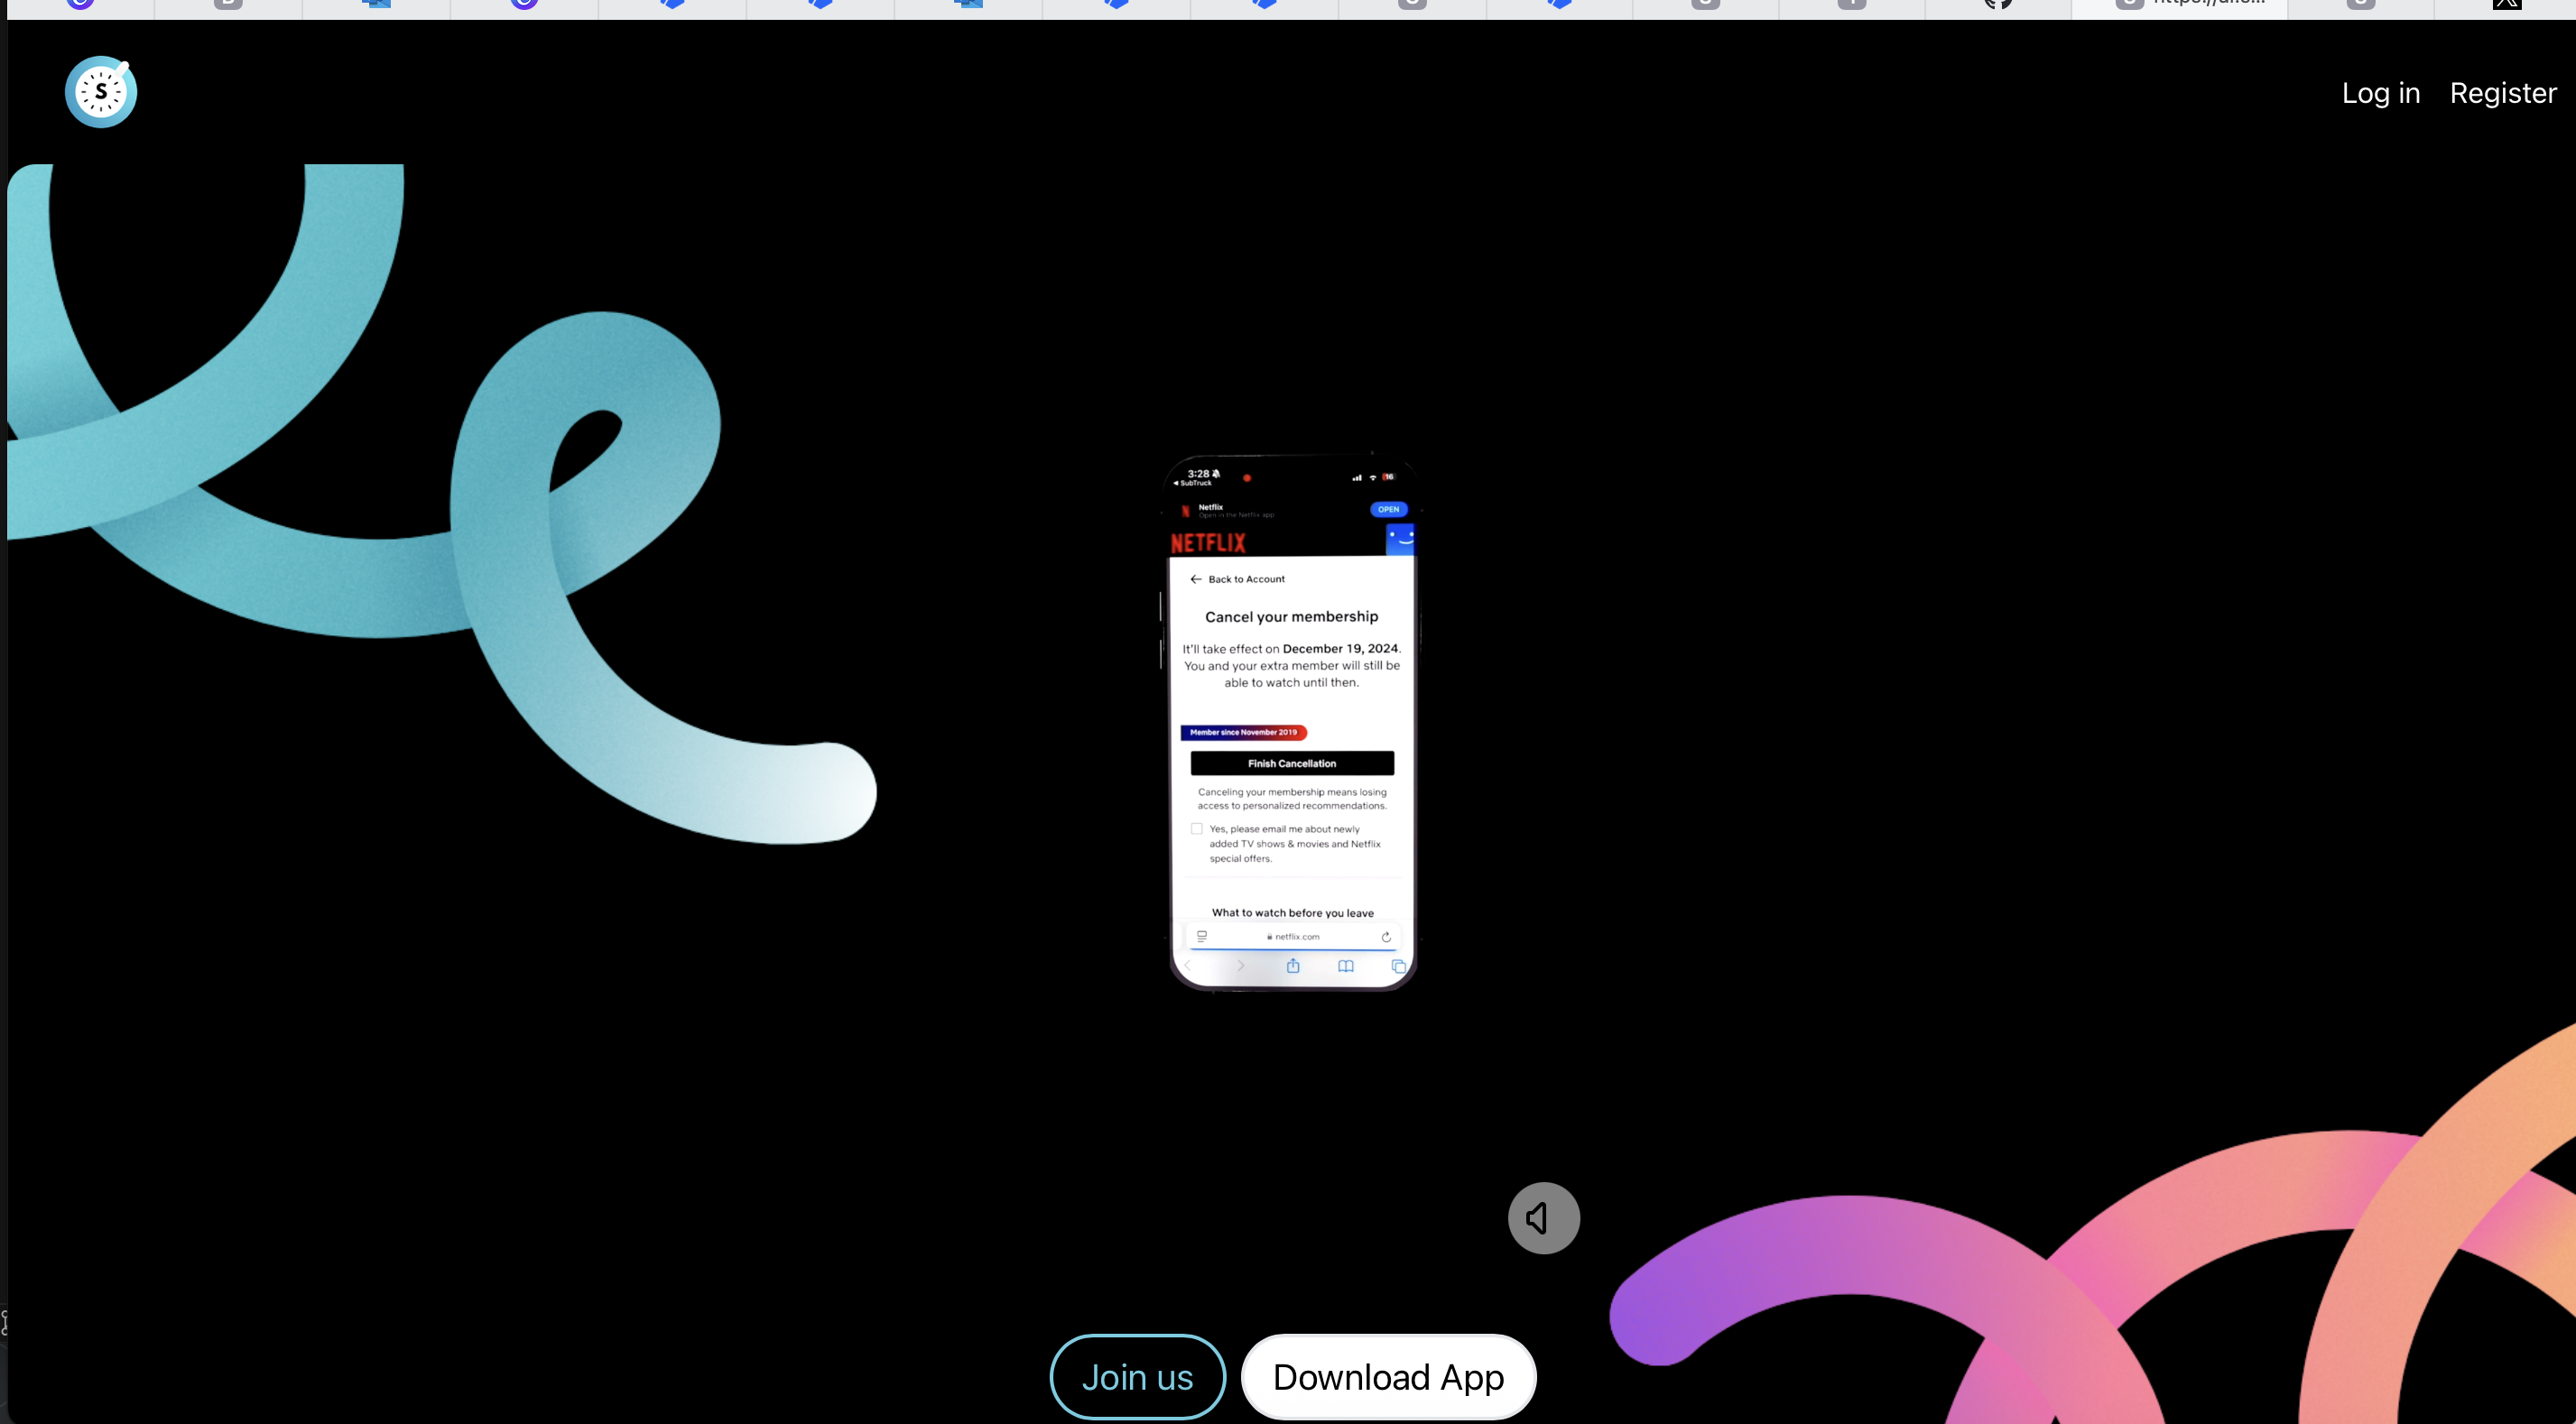 S
Log in Register
3:28
SubTruck
16
Netflix
Open in the Netflix app
OPEN
NETFLIX
Back to Account
Cancel your membership
It'll take effect on December 19, 2024.
You and your extra member will still be
able to watch until then.
Member since November 2019
Finish Cancellation
Canceling your membership means losing
access to personalized recommendations.
Yes, please email me about newly
added TV shows & movies and Netflix
special offers.
What to watch before you leave
netflix.com
Join us Download App